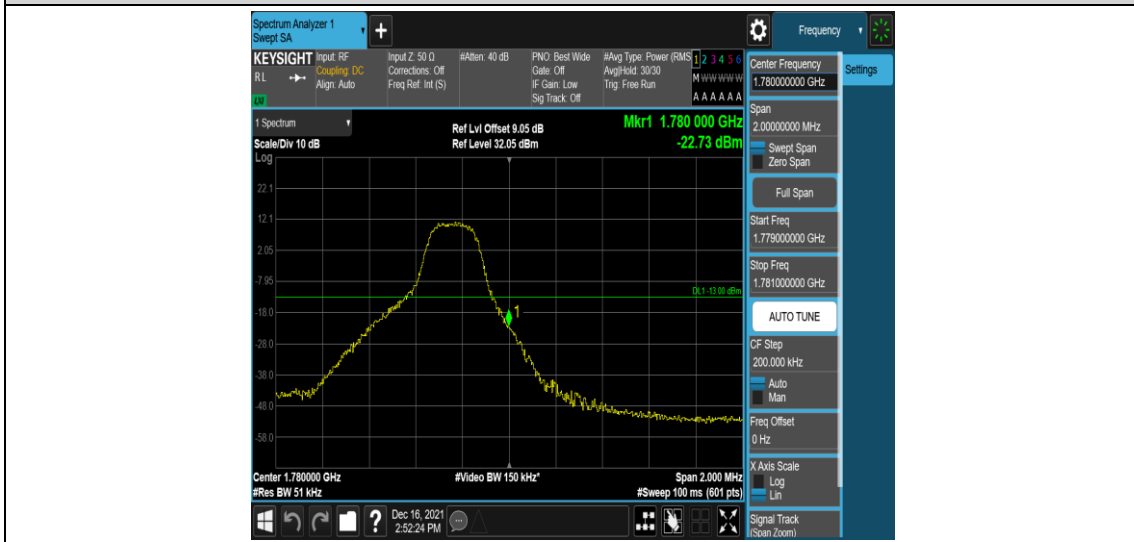 Spectrum Analyzer 1
Swept SA
+
Frequency
KEYSIGHT
RL
Input: RF
Coupling: DC
Align: Auto
Input Z: 50 Ω
Corrections: Off
Freq Ref: Int (S)
#Atten: 40 dB
PNO: Best Wide
Gate: Off
IF Gain: Low
Sig Track: Off
#Avg Type: Power (RMS
Avg|Hold: 30/30
Trig: Free Run
1 2 3 4 5 6
M W W W W W
A A A A A A
1 Spectrum
Scale/Div 10 dB
Log
Ref Lvl Offset 9.05 dB
Ref Level 32.05 dBm
Mkr1 1.780 000 GHz
-22.73 dBm
22.1
12.1
2.05
-7.95
-18.0
-28.0
-38.0
-48.0
-58.0
DL1 -13.00 dBm
1
Center 1.780000 GHz
#Res BW 51 kHz
#Video BW 150 kHz*
Span 2.000 MHz
#Sweep 100 ms (601 pts)
Dec 16, 2021
2:52:24 PM
Center Frequency
1.780000000 GHz
Settings
Span
2.00000000 MHz
Swept Span
Zero Span
Full Span
Start Freq
1.779000000 GHz
Stop Freq
1.781000000 GHz
AUTO TUNE
CF Step
200.000 kHz
Auto
Man
Freq Offset
0 Hz
X Axis Scale
Log
Lin
Signal Track
(Span Zoom)